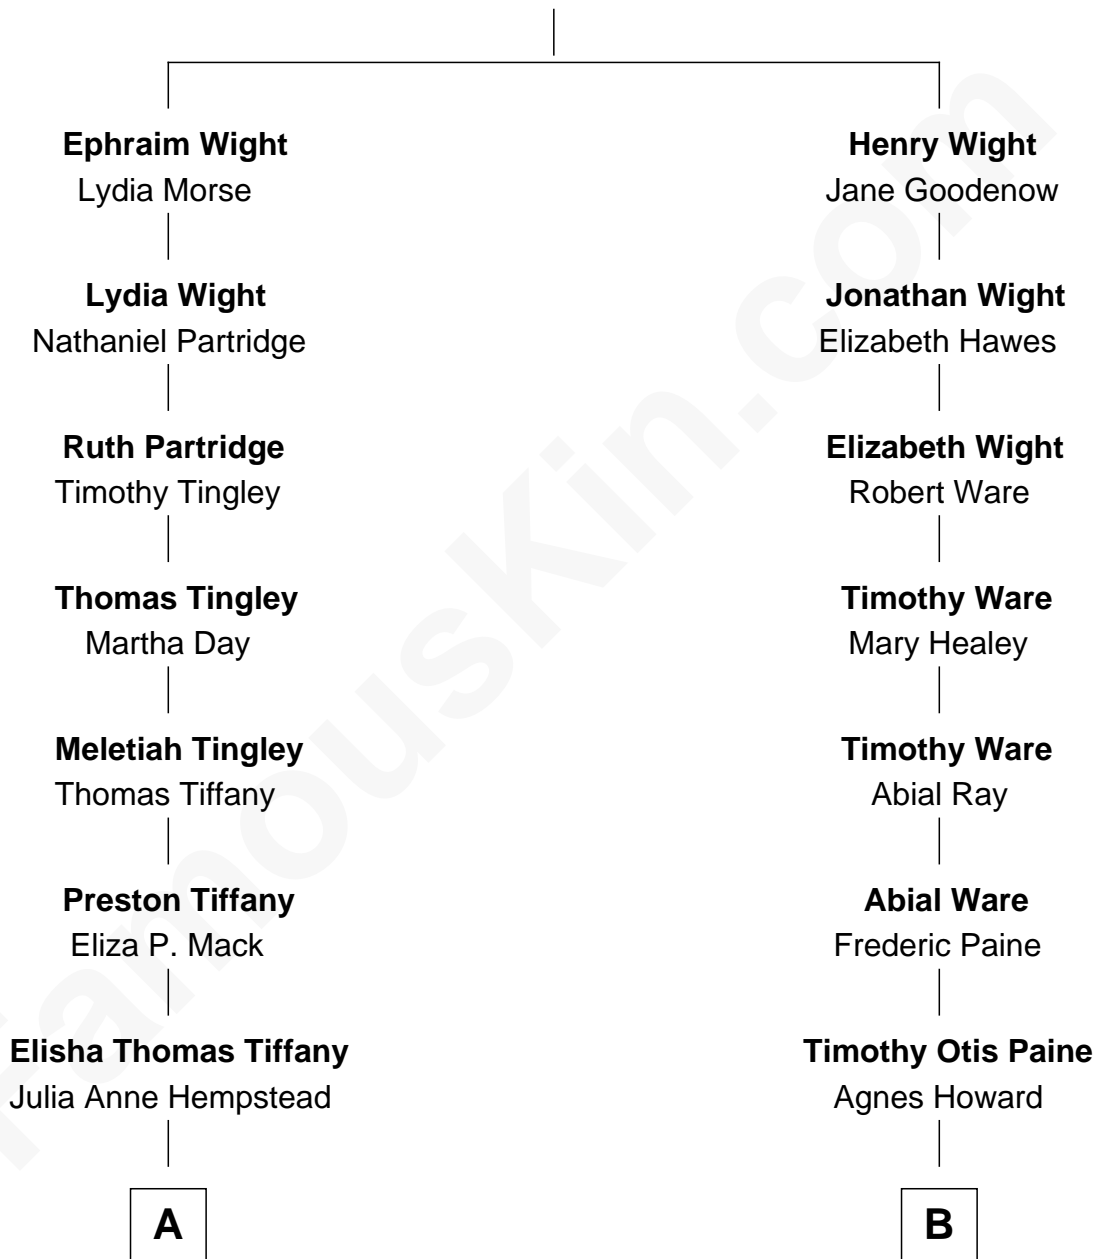 Ephraim Wight
Lydia Morse
Lydia Wight
Nathaniel Partridge
Ruth Partridge
Timothy Tingley
Thomas Tingley
Martha Day
Meletiah Tingley
Thomas Tiffany
Preston Tiffany
Eliza P. Mack
Elisha Thomas Tiffany
Julia Anne Hempstead
A
Henry Wight
Jane Goodenow
Jonathan Wight
Elizabeth Hawes
Elizabeth Wight
Robert Ware
Timothy Ware
Mary Healey
Timothy Ware
Abial Ray
Abial Ware
Frederic Paine
Timothy Otis Paine
Agnes Howard
B
FamousKin.com